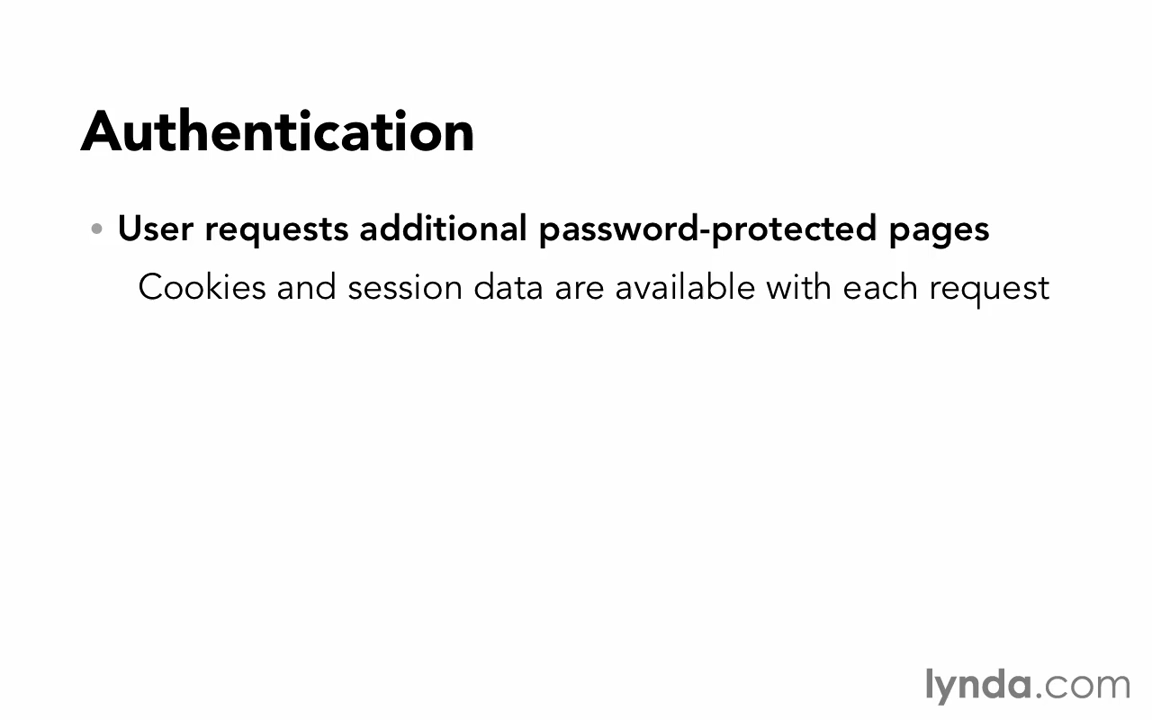 Authentication
• User requests additional password-protected pages
Cookies and session data are available with each request
lynda.com